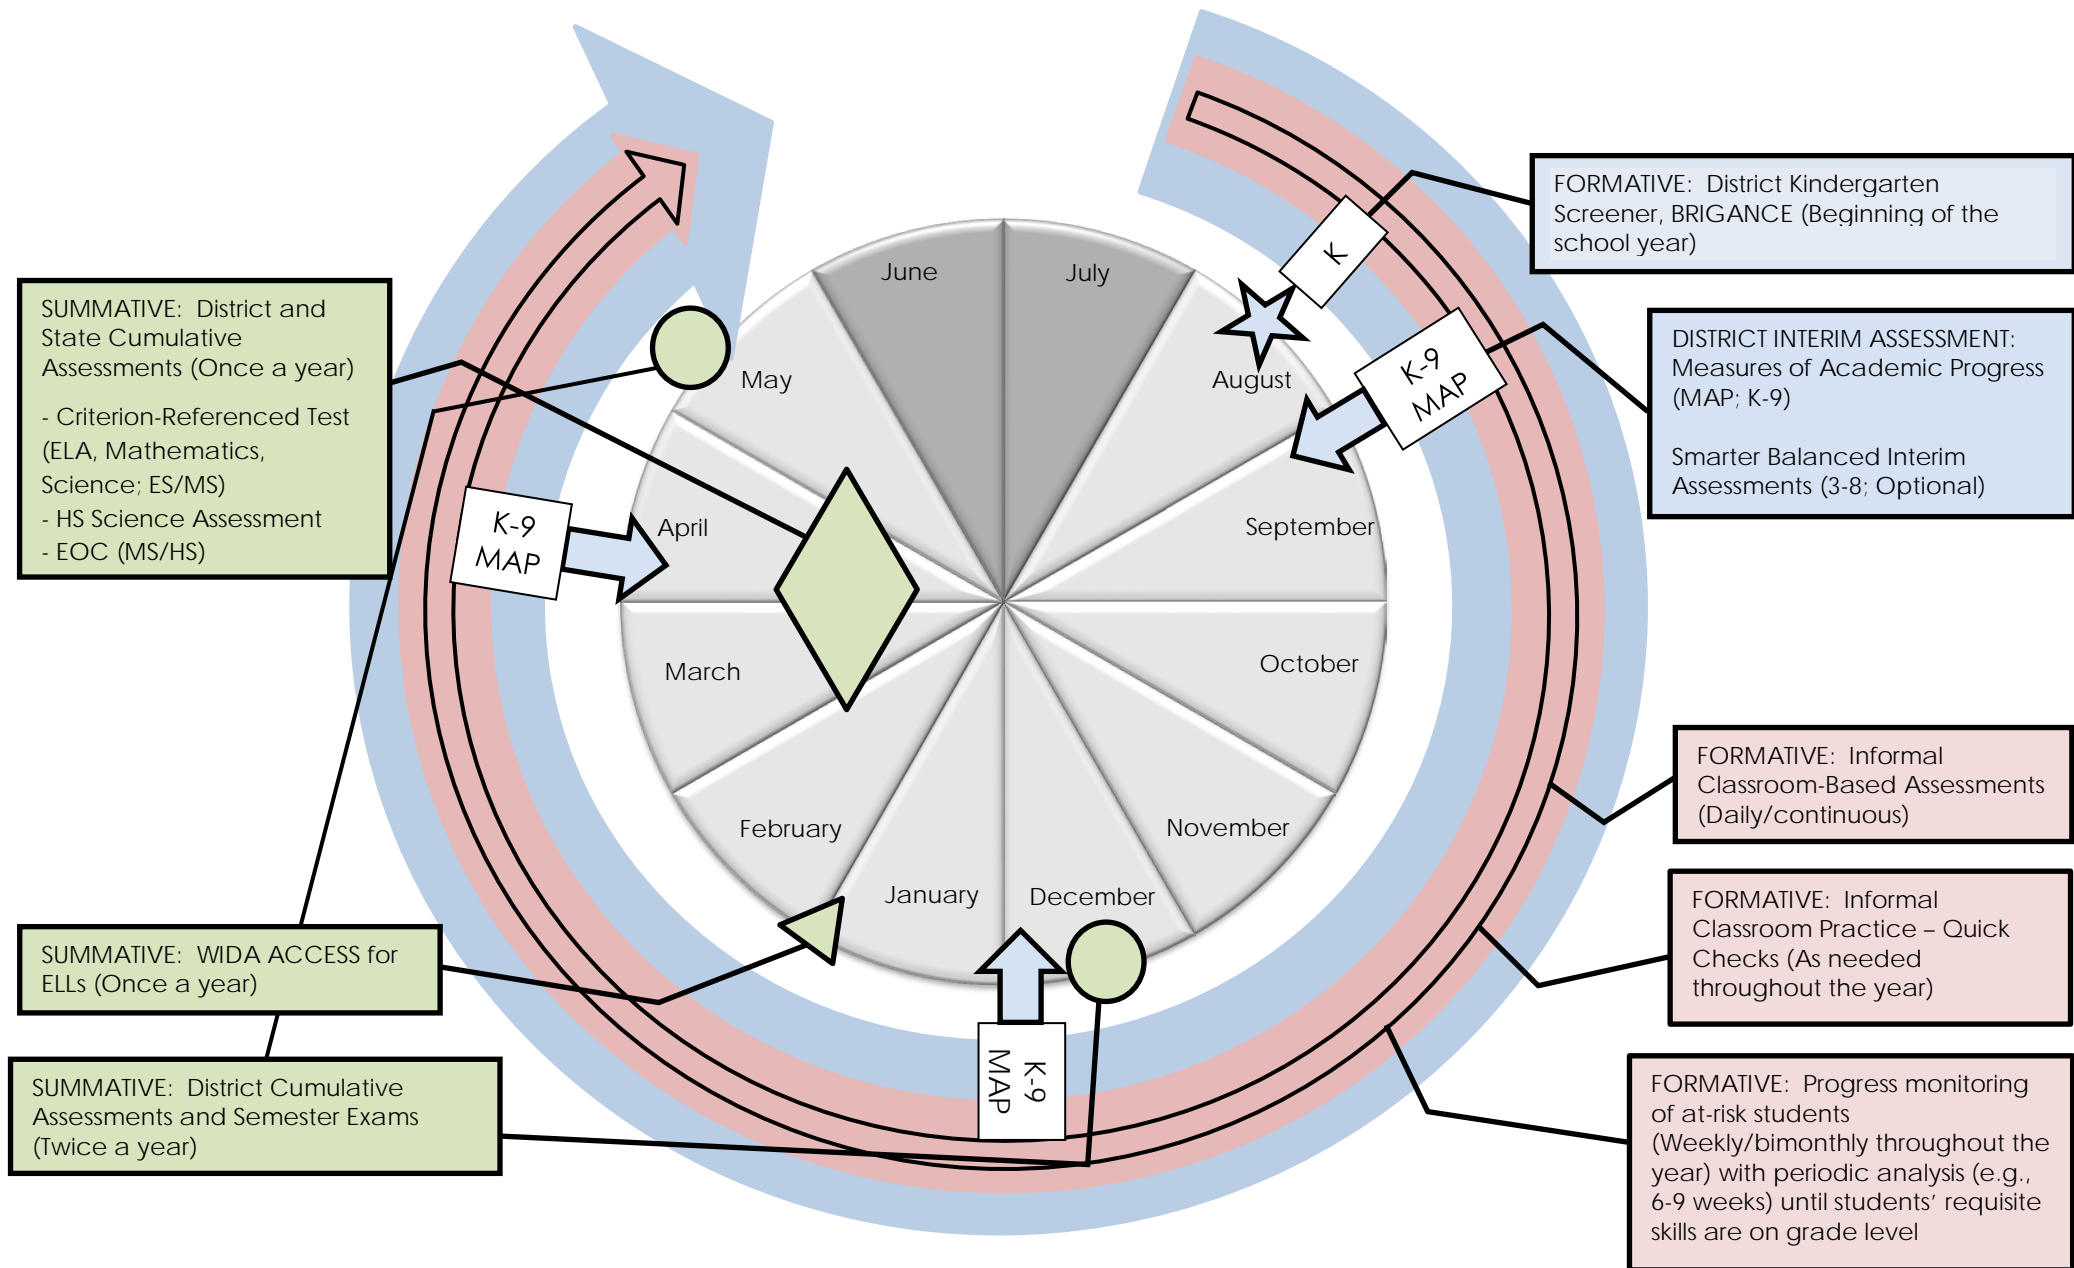 FORMATIVE:  District Kindergarten
Screener, BRIGANCE (Beginning of the
school year)
DISTRICT INTERIM ASSESSMENT:
Measures of Academic Progress
(MAP; K-9)
Smarter Balanced Interim
Assessments (3-8; Optional)
FORMATIVE:  Informal
Classroom-Based Assessments
(Daily/continuous)
FORMATIVE:  Informal
Classroom Practice – Quick
Checks (As needed
throughout the year)
FORMATIVE:  Progress monitoring
of at-risk students
(Weekly/bimonthly throughout the
year) with periodic analysis (e.g.,
6-9 weeks) until students’ requisite
skills are on grade level
SUMMATIVE:  District and
State Cumulative
Assessments (Once a year)
- Criterion-Referenced Test
(ELA, Mathematics,
Science; ES/MS)
- HS Science Assessment
- EOC (MS/HS)
SUMMATIVE:  WIDA ACCESS for
ELLs (Once a year)
SUMMATIVE:  District Cumulative
Assessments and Semester Exams
(Twice a year)
June
July
August
September
October
November
December
January
February
March
April
May
K
K-9
MAP
K-9
MAP
K-9
MAP